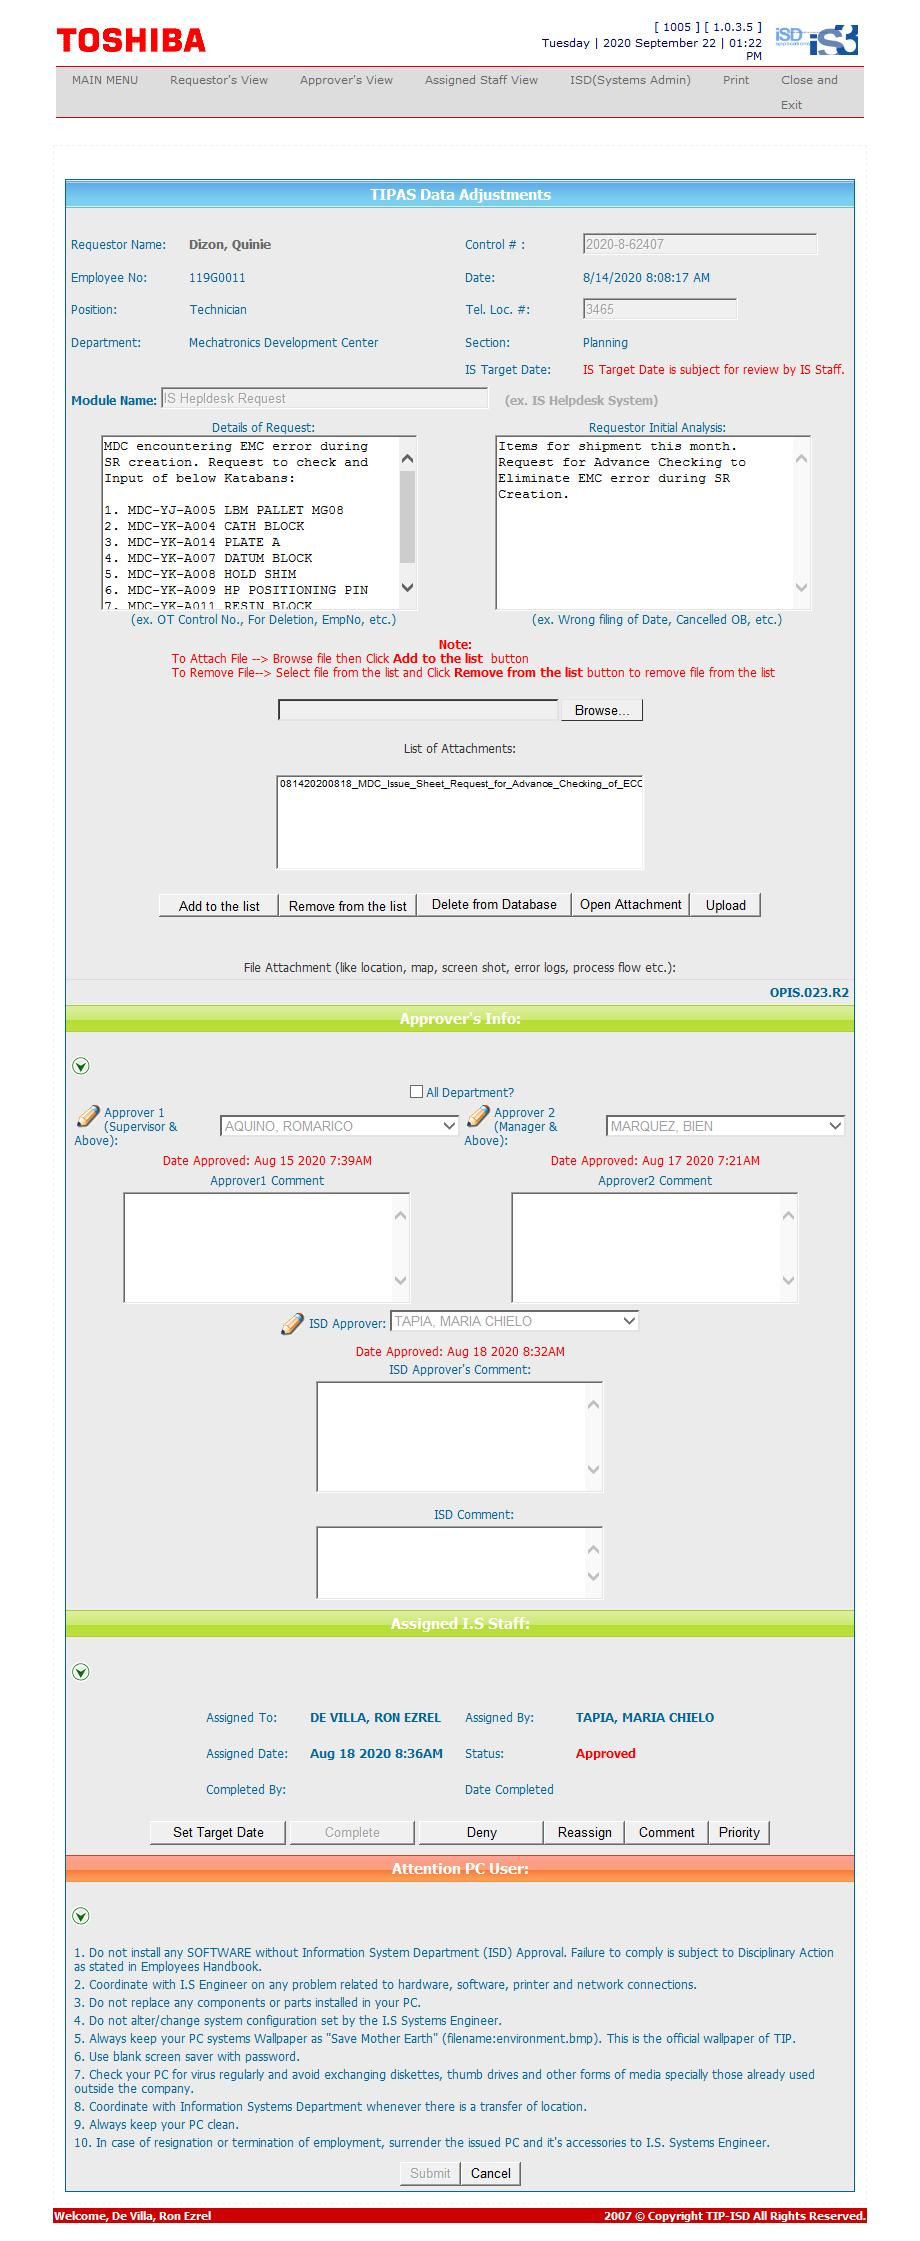 TOSHIBA
[ 1005 ] [ 1.0.3.5 ]
Tuesday | 2020 September 22 | 01:22
PM
MAIN MENU Requestor's View Approver's View Assigned Staff View ISD(Systems Admin) Print Close and
Exit
TIPAS Data Adjustments
Requestor Name: Dizon, Quinie Control # : 2020-8-62407
Employee No: 119G0011 Date: 8/14/2020 8:08:17 AM
Position: Technician Tel. Loc. #: 3465
Department: Mechatronics Development Center Section: Planning
IS Target Date: IS Target Date is subject for review by IS Staff.
Module Name: IS Hepldesk Request (ex. IS Helpdesk System)
Details of Request:
MDC encountering EMC error during
SR creation. Request to check and
Input of below Katabans:
1. MDC-YJ-A005 LBM PALLET MG08
2. MDC-YK-A004 CATH BLOCK
3. MDC-YK-A014 PLATE A
4. MDC-YK-A007 DATUM BLOCK
5. MDC-YK-A008 HOLD SHIM
6. MDC-YK-A009 HP POSITIONING PIN
7. MDC-YK-A011 RESIN BLOCK
(ex. OT Control No., For Deletion, EmpNo, etc.)
Requestor Initial Analysis:
Items for shipment this month.
Request for Advance Checking to
Eliminate EMC error during SR
Creation.
(ex. Wrong filing of Date, Cancelled OB, etc.)
Note:
To Attach File --> Browse file then Click Add to the list button
To Remove File--> Select file from the list and Click Remove from the list button to remove file from the list
Browse...
List of Attachments:
081420200818_MDC_Issue_Sheet_Request_for_Advance_Checking_of_ECC
Add to the list Remove from the list Delete from Database Open Attachment Upload
File Attachment (like location, map, screen shot, error logs, process flow etc.):
OPIS.023.R2
Approver's Info:
All Department?
Approver 1
(Supervisor &
Above):
AQUINO, ROMARICO
Approver 2
(Manager &
Above):
MARQUEZ, BIEN
Date Approved: Aug 15 2020 7:39AM Date Approved: Aug 17 2020 7:21AM
Approver1 Comment Approver2 Comment
ISD Approver: TAPIA, MARIA CHIELO
Date Approved: Aug 18 2020 8:32AM
ISD Approver's Comment:
ISD Comment:
Assigned I.S Staff:
Assigned To: DE VILLA, RON EZREL Assigned By: TAPIA, MARIA CHIELO
Assigned Date: Aug 18 2020 8:36AM Status: Approved
Completed By: Date Completed
Set Target Date Complete Deny Reassign Comment Priority
Attention PC User:
1. Do not install any SOFTWARE without Information System Department (ISD) Approval. Failure to comply is subject to Disciplinary Action
as stated in Employees Handbook.
2. Coordinate with I.S Engineer on any problem related to hardware, software, printer and network connections.
3. Do not replace any components or parts installed in your PC.
4. Do not alter/change system configuration set by the I.S Systems Engineer.
5. Always keep your PC systems Wallpaper as "Save Mother Earth" (filename:environment.bmp). This is the official wallpaper of TIP.
6. Use blank screen saver with password.
7. Check your PC for virus regularly and avoid exchanging diskettes, thumb drives and other forms of media specially those already used
outside the company.
8. Coordinate with Information Systems Department whenever there is a transfer of location.
9. Always keep your PC clean.
10. In case of resignation or termination of employment, surrender the issued PC and it's accessories to I.S. Systems Engineer.
Submit Cancel
Welcome, De Villa, Ron Ezrel 2007 © Copyright TIP-ISD All Rights Reserved.